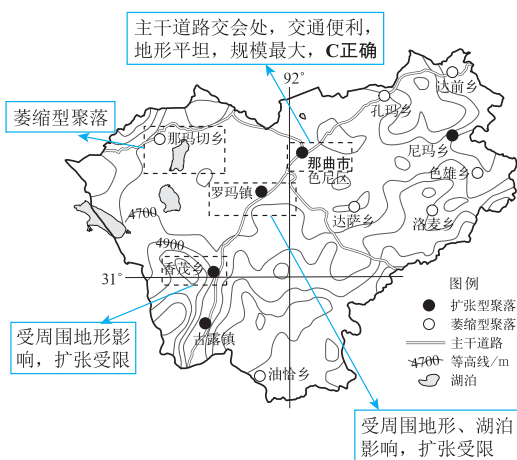 主干道路交会处，交通便利，
地形平坦，规模最大，C正确
92°
达前乡
孔玛乡
萎缩型聚落
那玛切乡
尼玛乡
那曲市
色尼区
色雄乡
罗玛镇
达萨乡
洛麦乡
4700
4900
香茂乡
31°
图例
扩张型聚落
萎缩型聚落
主干道路
4700 等高线/m
湖泊
古露镇
受周围地形影
响，扩张受限
油恰乡
受周围地形、湖泊
影响，扩张受限